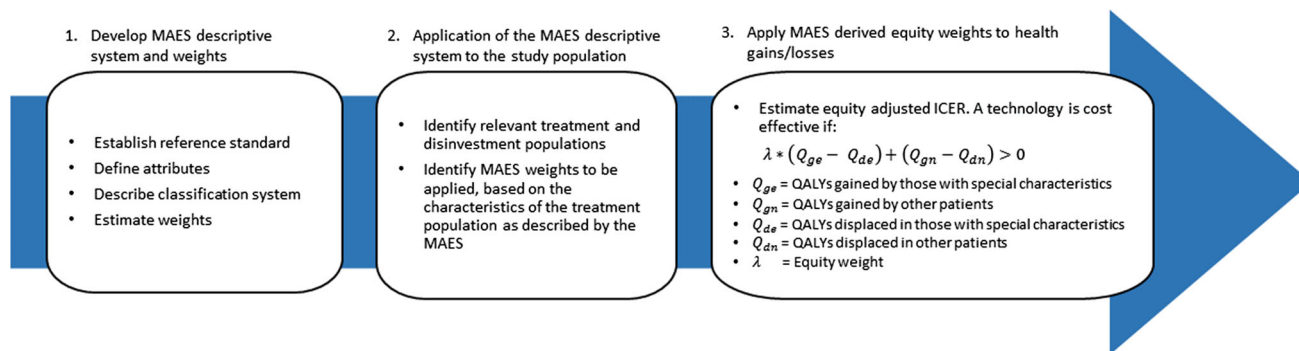 1. Develop MAES descriptive
system and weights
• Establish reference standard
• Define attributes
• Describe classification system
• Estimate weights
2. Application of the MAES descriptive
system to the study population
• Identify relevant treatment and
disinvestment populations
• Identify MAES weights to
be applied, based on the
characteristics of the treatment
population as described by the
MAES
3. Apply MAES derived equity weights to health
gains/losses
• Estimate equity adjusted ICER. A technology is cost
effective if:
λ * (Q_ge − Q_de) + (Q_gn − Q_dn) > 0
• Q_ge = QALYs gained by those with special characteristics
• Q_gn = QALYs gained by other patients
• Q_de = QALYs displaced in those with special characteristics
• Q_dn = QALYs displaced in other patients
• λ = Equity weight